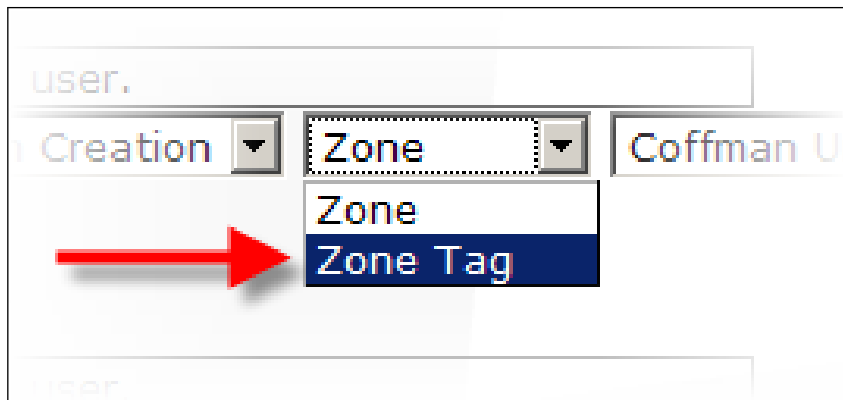 user.
n Creation Zone Coffman U
Zone
Zone Tag
user.